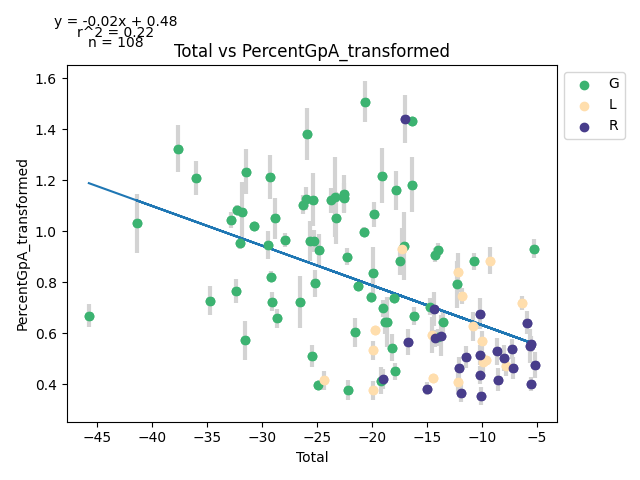 y = -0.02x + 0.48
r^2 = 0.22
n = 108
Total vs PercentGpA_transformed
1.6
1.4
1.2
1.0
0.8
0.6
0.4
PercentGpA_transformed
−45 −40 −35 −30 −25 −20 −15 −10 −5
Total
G
L
R